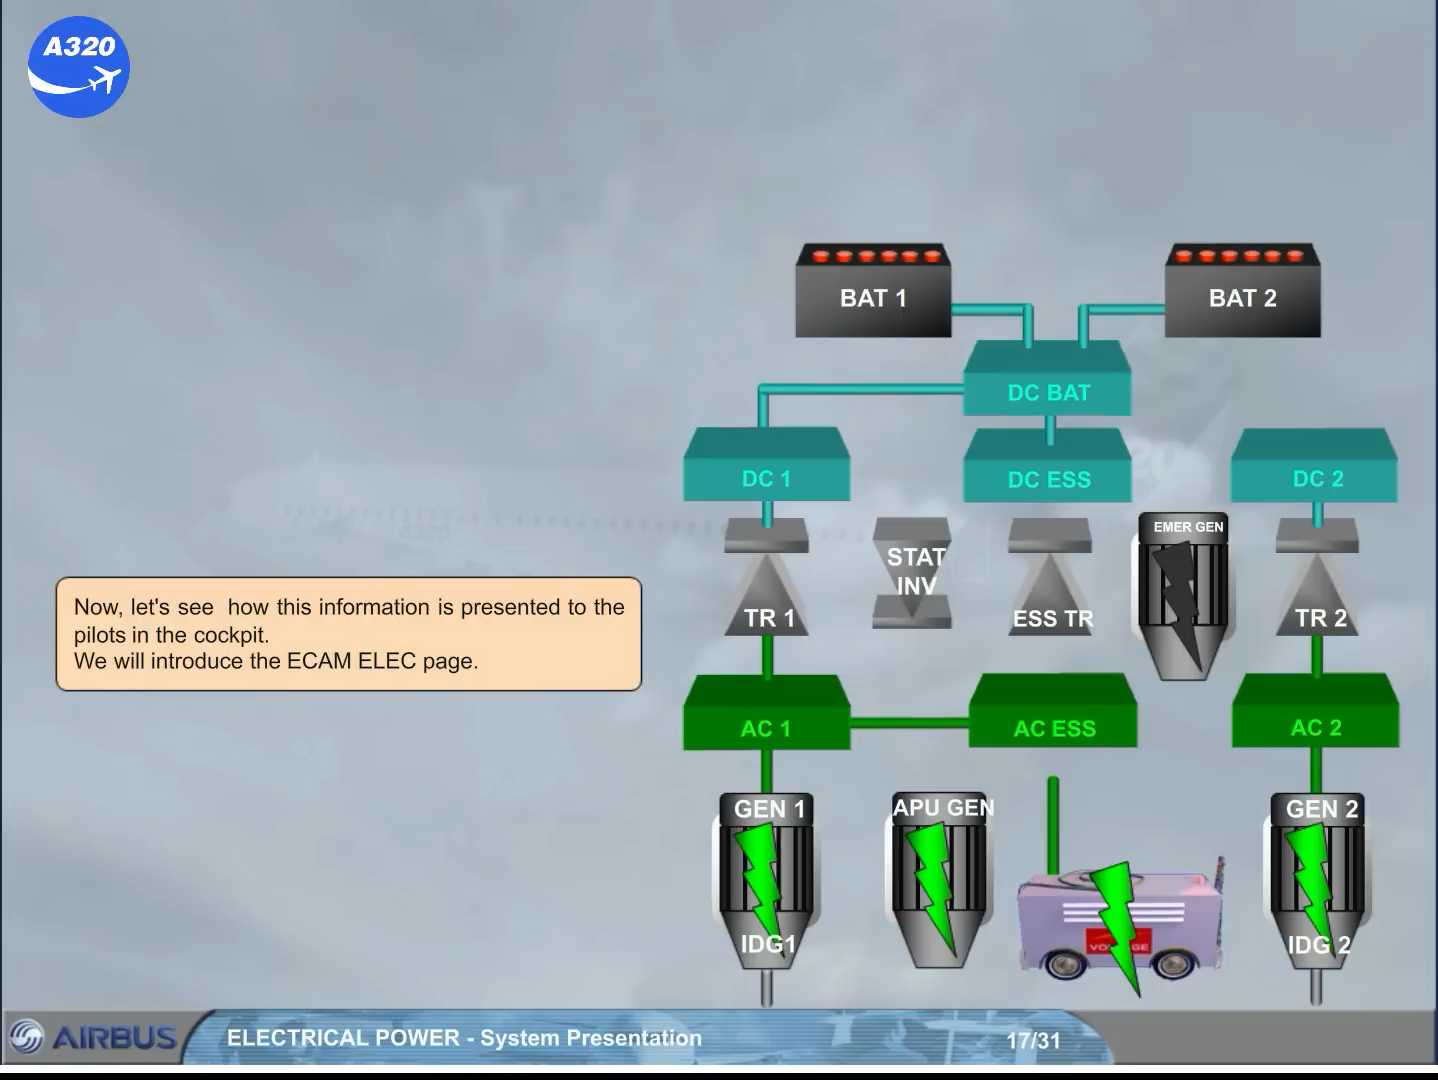 A320
BAT 1
BAT 2
DC BAT
DC 1
DC ESS
DC 2
EMER GEN
STAT
INV
TR 1
ESS TR
TR 2
Now, let's see how this information is presented to the
pilots in the cockpit.
We will introduce the ECAM ELEC page.
AC 1
AC ESS
AC 2
GEN 1
APU GEN
GEN 2
IDG1
IDG 2
AIRBUS
ELECTRICAL POWER - System Presentation
17/31